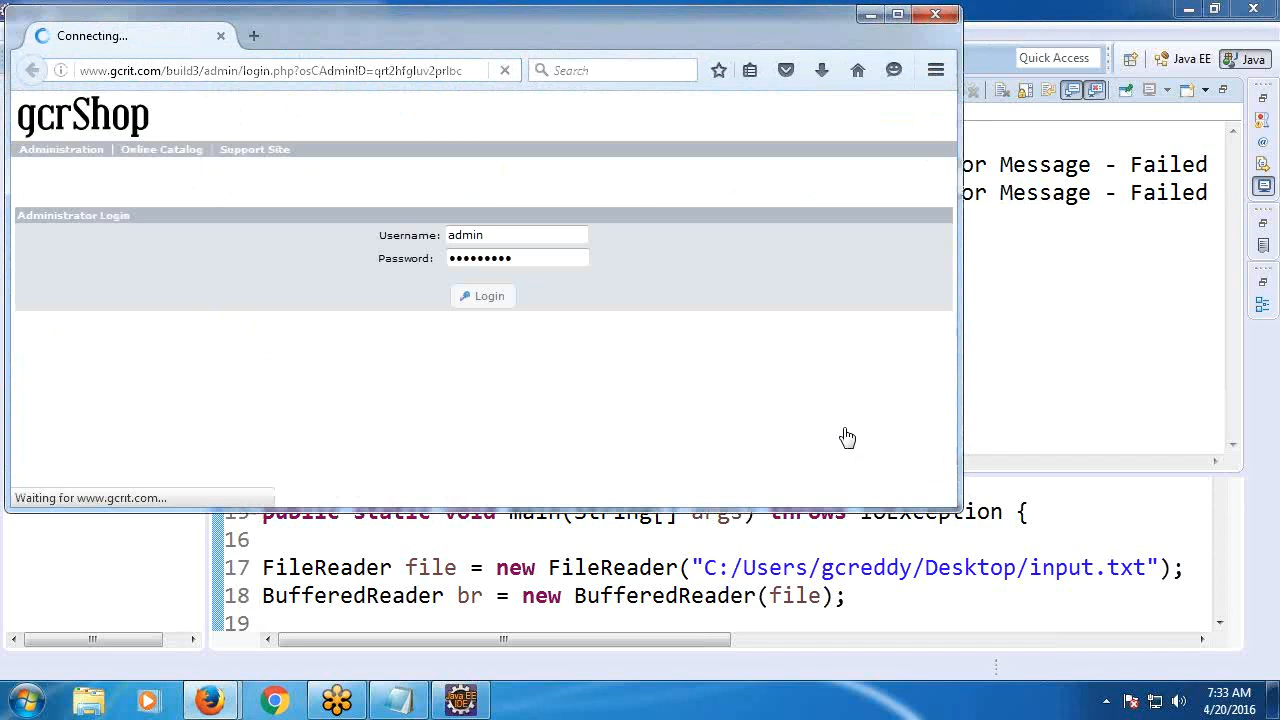 Connecting...
www.gcrit.com/build3/admin/login.php?osCAdminID=
Search
Quick Access
Java EE
Java
gcrShop
Administration | Online Catalog | Support Site
or Message - Failed
or Message - Failed
Administrator Login
Username: admin
Password: •••••••••
Login
Waiting for www.gcrit.com...
15 public static void main(String[] args) throws IOException {
16
17 FileReader file = new FileReader("C:/Users/gcreddy/Desktop/input.txt");
18 BufferedReader br = new BufferedReader(file);
19
Java EE
IDE
7:33 AM
4/20/2016